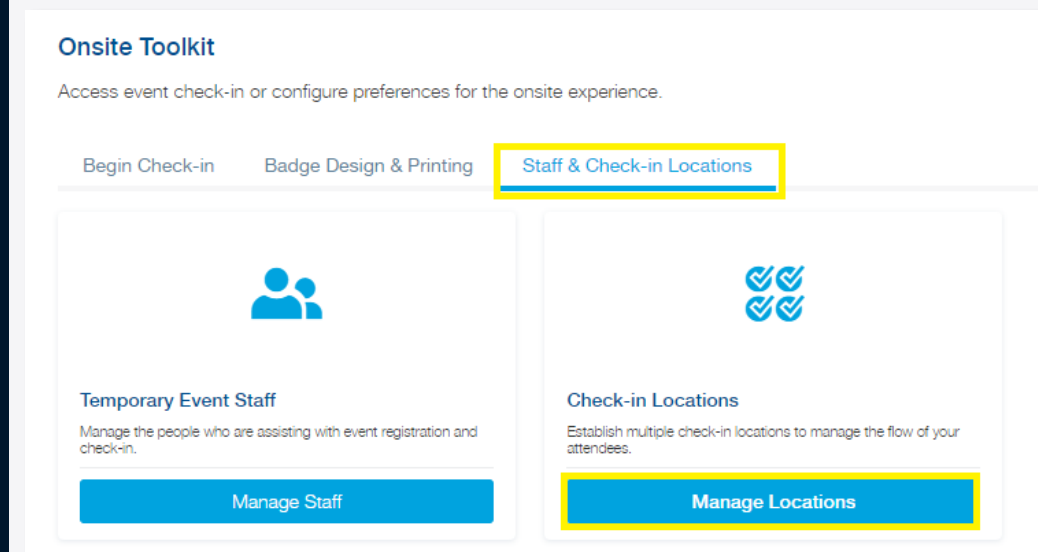 Onsite Toolkit
Access event check-in or configure preferences for the onsite experience.
Begin Check-in Badge Design & Printing Staff & Check-in Locations
Temporary Event Staff
Manage the people who are assisting with event registration and
check-in.
Manage Staff
Check-in Locations
Establish multiple check-in locations to manage the flow of your
attendees.
Manage Locations